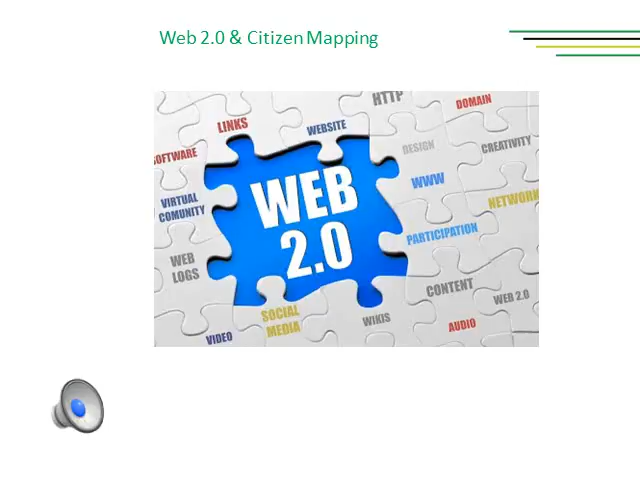 Web 2.0 & Citizen Mapping
HTTP
DOMAIN
LINKS
WEBSITE
SOFTWARE
DESIGN
CREATIVITY
WEB
2.0
WWW
VIRTUAL
COMUNITY
NETWORK
PARTICIPATION
WEB
LOGS
CONTENT
WEB 2.0
SOCIAL
MEDIA
WIKIS
AUDIO
VIDEO